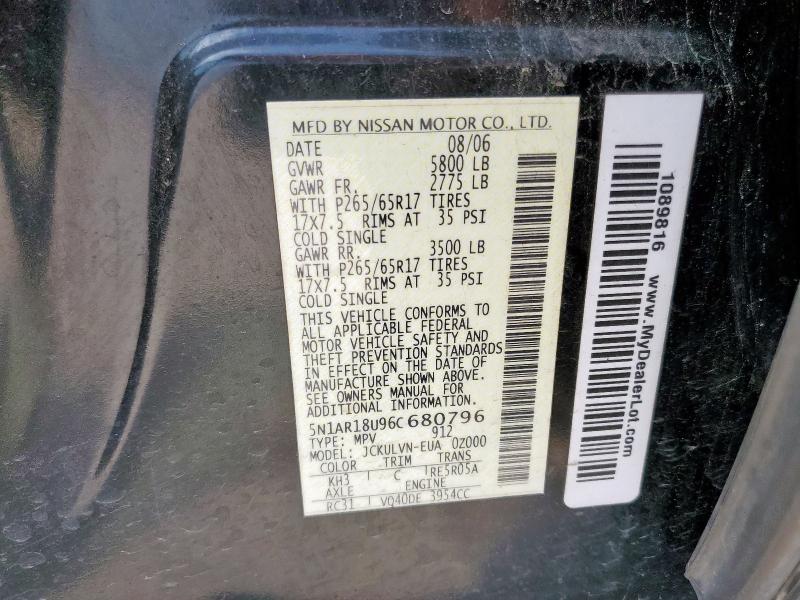 MFD BY NISSAN MOTOR CO., LTD.
DATE 08/06
GVWR 5800 LB
GAWR FR. 2775 LB
WITH P265/65R17 TIRES
17X7.5 RIMS AT 35 PSI
COLD SINGLE
GAWR RR. 3500 LB
WITH P265/65R17 TIRES
17X7.5 RIMS AT 35 PSI
COLD SINGLE
THIS VEHICLE CONFORMS TO
ALL APPLICABLE FEDERAL
MOTOR VEHICLE SAFETY AND
THEFT PREVENTION STANDARDS
IN EFFECT ON THE DATE OF
MANUFACTURE SHOWN ABOVE.
SEE OWNERS MANUAL FOR
ADDITIONAL INFORMATION
5N1AR18U96C680796
TYPE: MPV 912
MODEL: JCKULVN-EUA 0Z000
COLOR TRIM TRANS
KH3 C RE5R05A
AXLE ENGINE
RC31 VQ40DE 3954CC
1089816 www.MyDealerLot.com